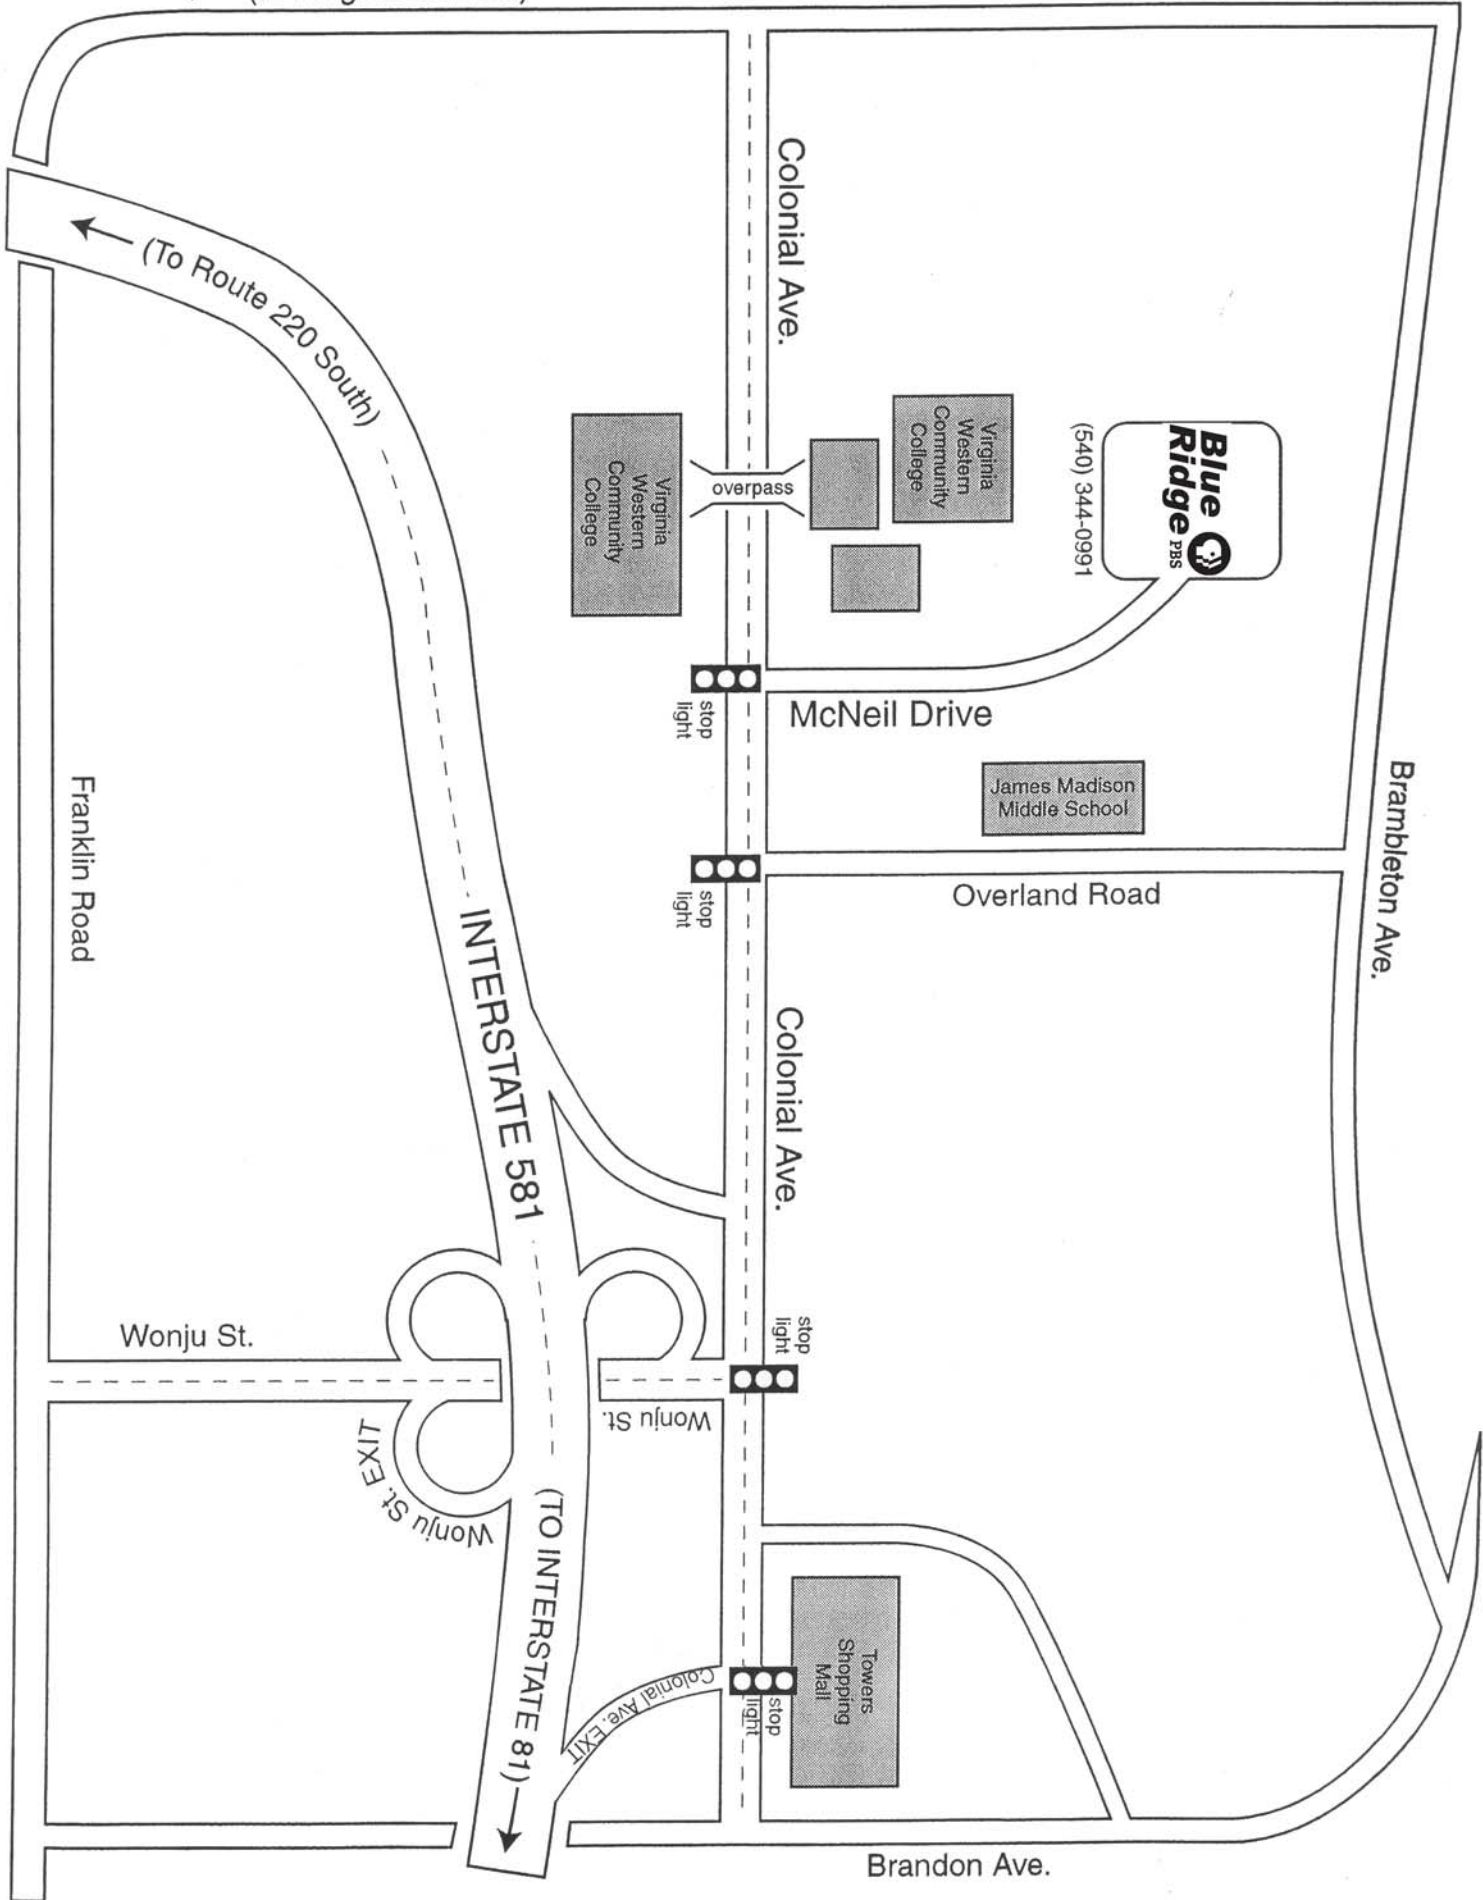 Colonial Ave.
(To Route 220 South)
Virginia
Western
Community
College
Virginia
Western
Community
College
overpass
Blue
Ridge PBS
(540) 344-0991
stop
light
McNeil Drive
James Madison
Middle School
Brambleton Ave.
Franklin Road
stop
light
Overland Road
INTERSTATE 581
Colonial Ave.
stop
light
Wonju St.
Wonju St.
Wonju St. EXIT
(TO INTERSTATE 81)
Towers
Shopping
Mall
Colonial Ave. EXIT
stop
light
Brandon Ave.